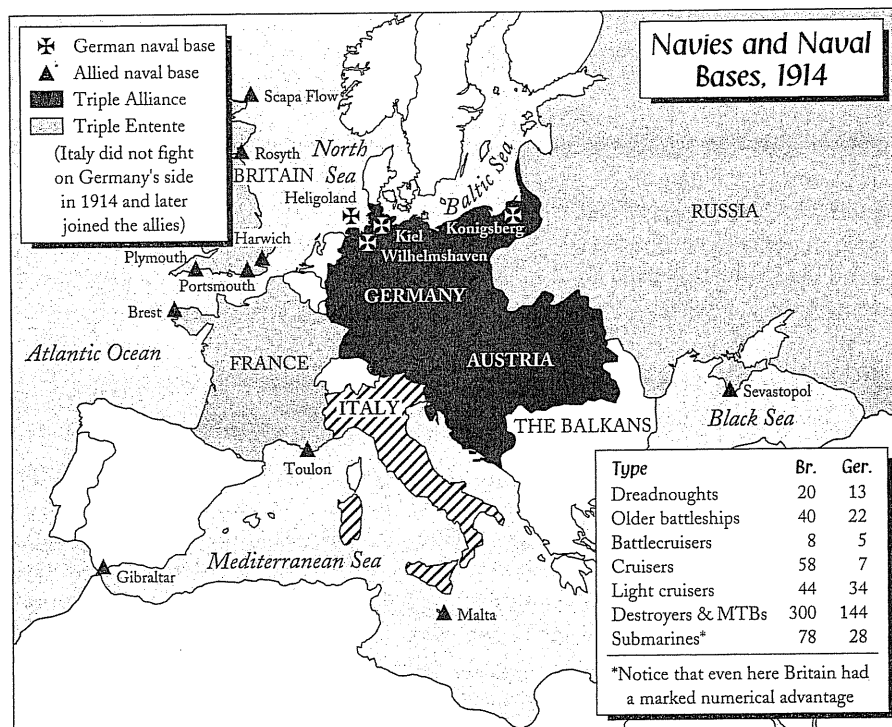 Navies and Naval
Bases, 1914
German naval base
Allied naval base
Triple Alliance
Triple Entente
(Italy did not fight
on Germany's side
in 1914 and later
joined the allies)
Scapa Flow
Rosyth
North
Sea
BRITAIN
Heligoland
Baltic Sea
RUSSIA
Konigsberg
Kiel
Wilhelmshaven
Harwich
Plymouth
Portsmouth
Brest
GERMANY
Atlantic Ocean
FRANCE
AUSTRIA
ITALY
THE BALKANS
Sevastopol
Black Sea
Toulon
Mediterranean Sea
Gibraltar
Malta
Type Br. Ger.
Dreadnoughts 20 13
Older battleships 40 22
Battlecruisers 8 5
Cruisers 58 7
Light cruisers 44 34
Destroyers & MTBs 300 144
Submarines* 78 28
*Notice that even here Britain had
a marked numerical advantage